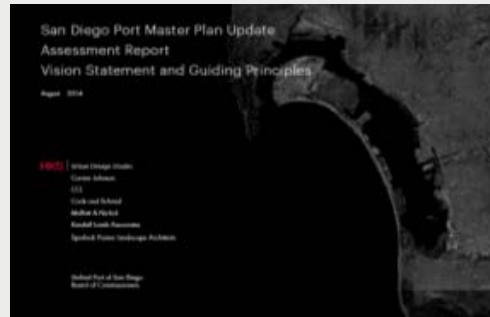 San Diego Port Master Plan Update
Assessment Report
Vision Statement and Guiding Principles
August 2014
HKS Urban Design Studio
Carrier Johnson
Cook and Schmid
Moffatt & Nichol
Randall Lamb Associates
Spurlock Poirier Landscape Architects
Unified Port of San Diego
Board of Commissioners